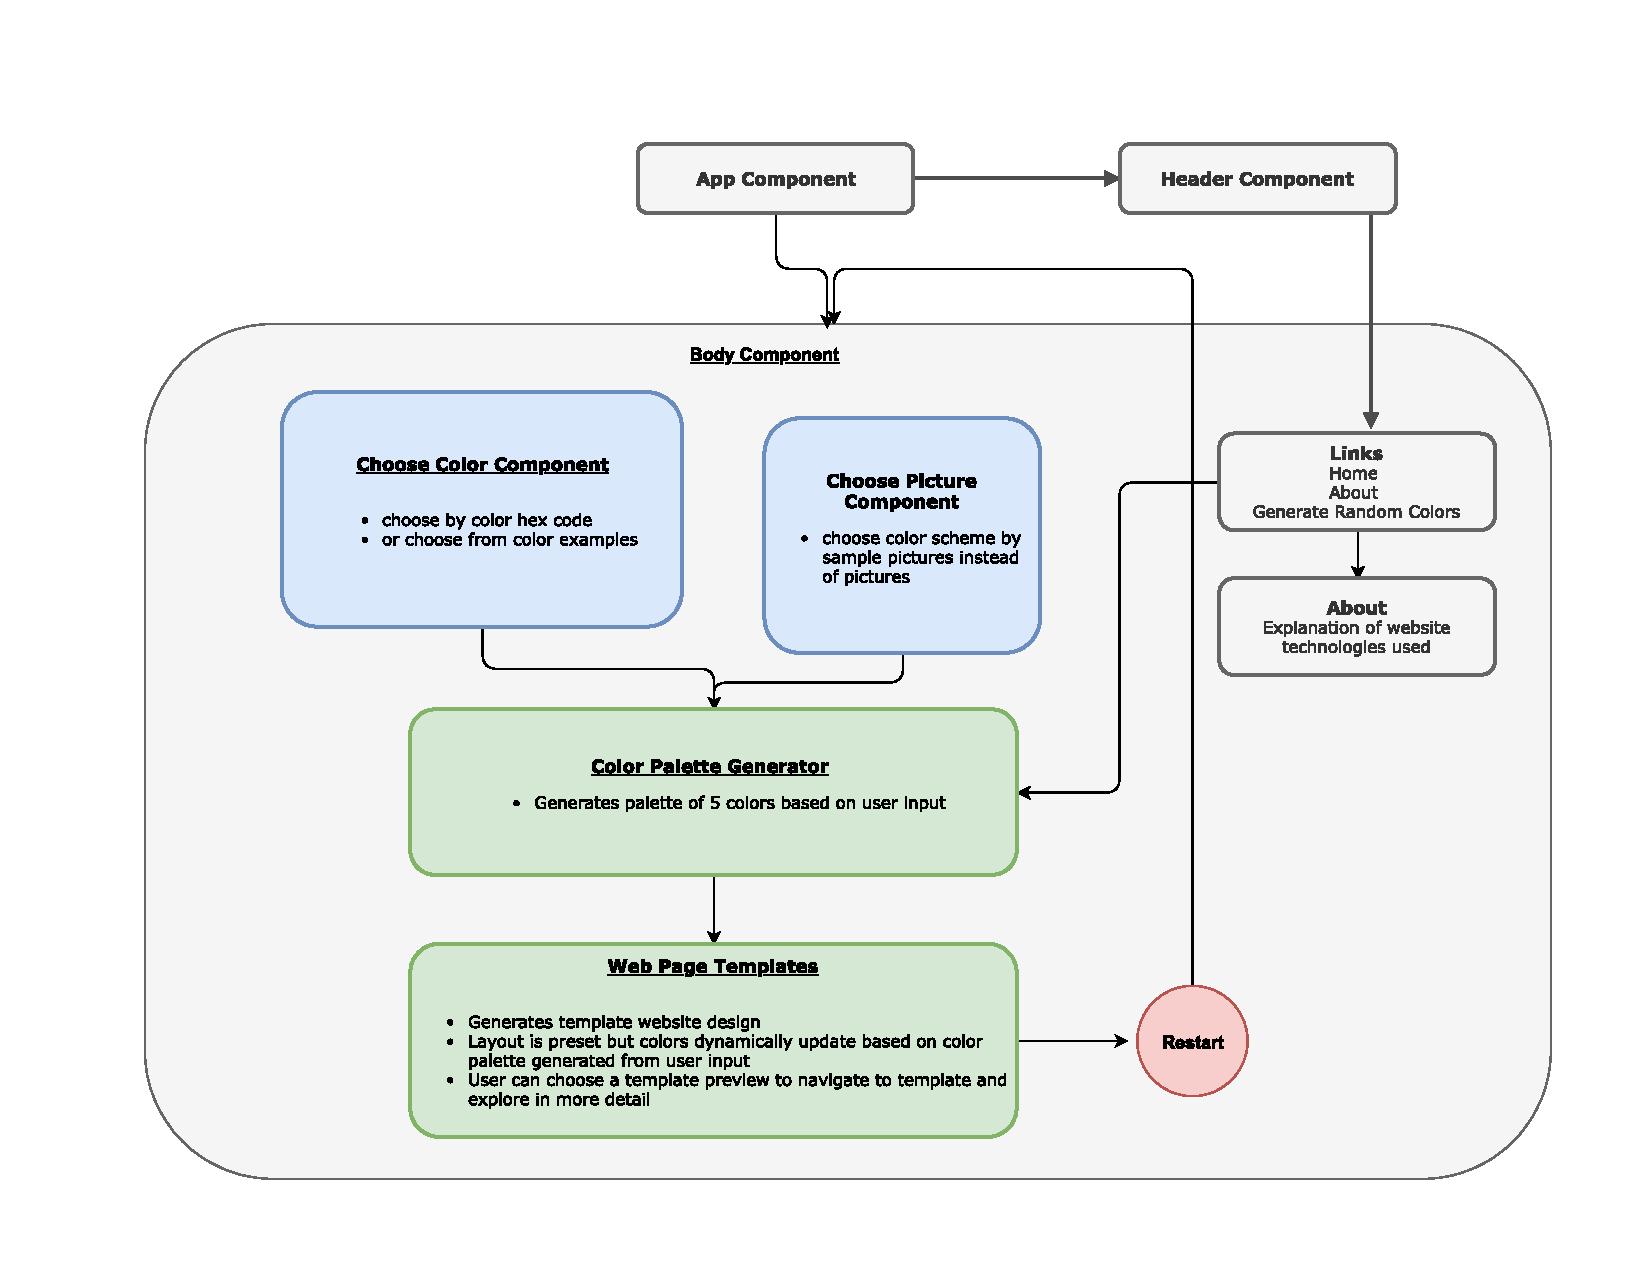 App Component
Header Component
Body Component
Choose Color Component
• choose by color hex code
• or choose from color examples
Choose Picture
Component
• choose color scheme by
sample pictures instead
of pictures
Links
Home
About
Generate Random Colors
About
Explanation of website
technologies used
Color Palette Generator
• Generates palette of 5 colors based on user input
Web Page Templates
• Generates template website design
• Layout is preset but colors dynamically update based on color
palette generated from user input
• User can choose a template preview to navigate to template and
explore in more detail
Restart